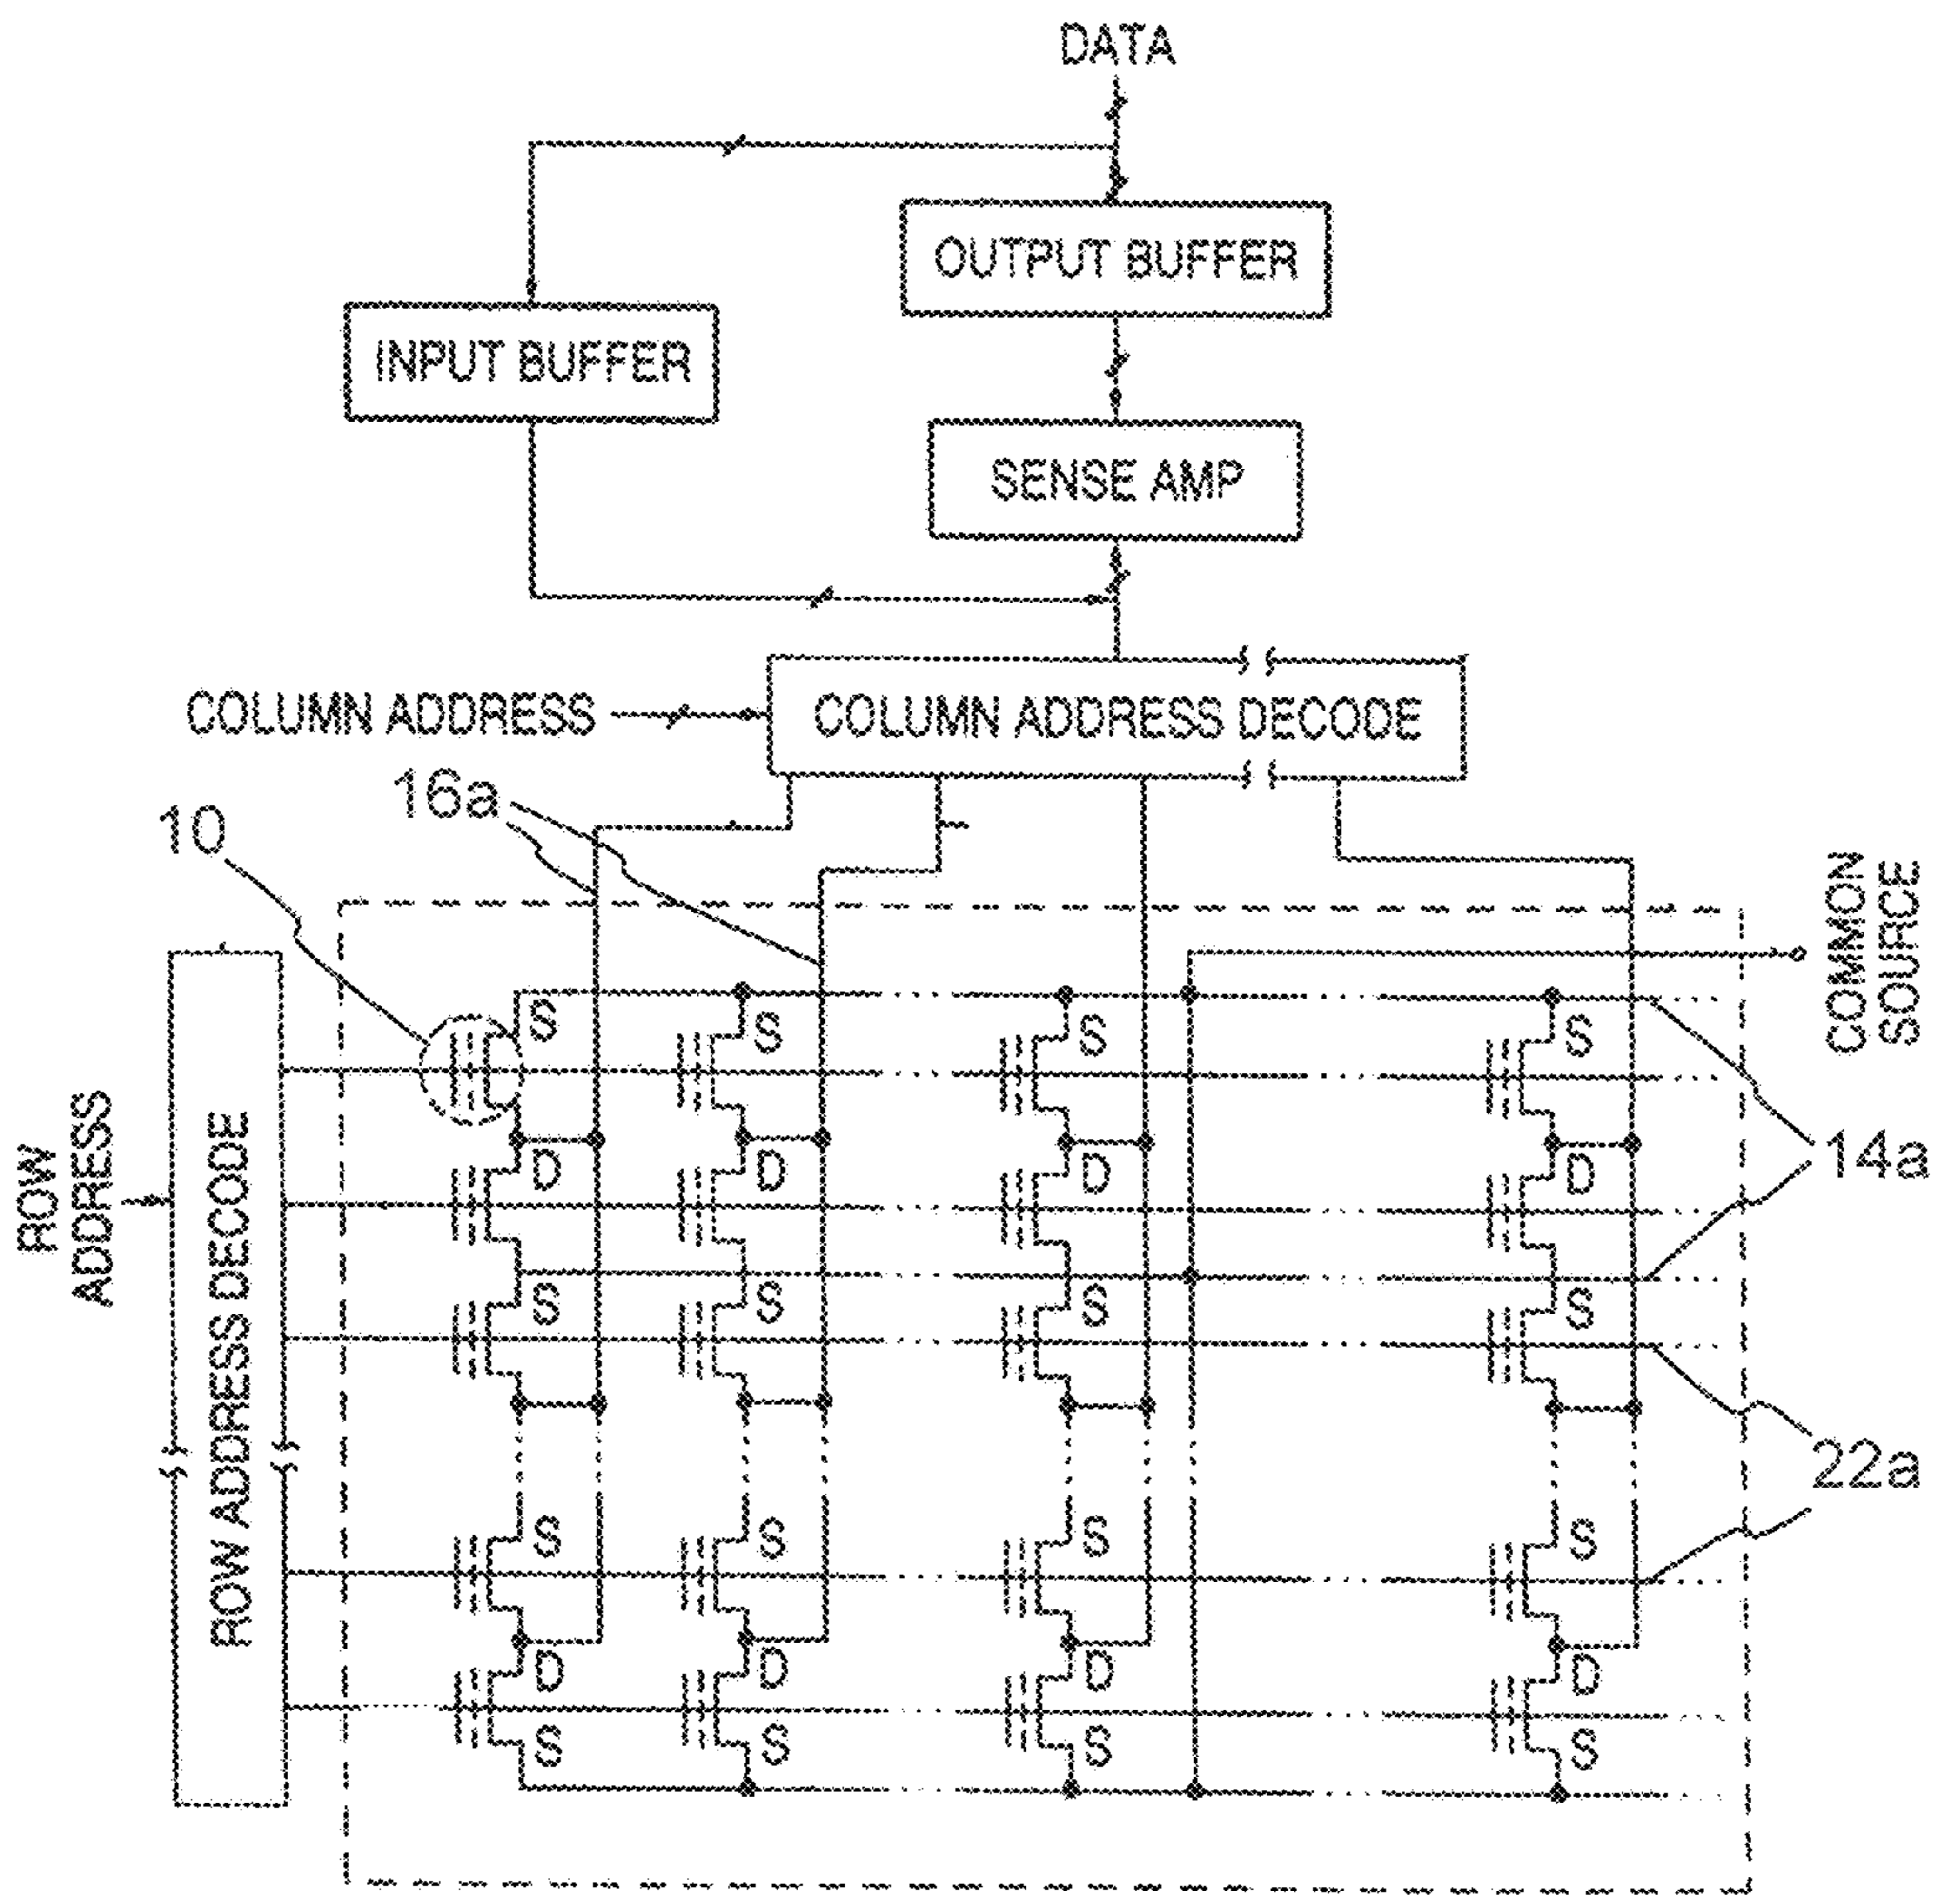 DATA
OUTPUT BUFFER
INPUT BUFFER
SENSE AMP
COLUMN ADDRESS
COLUMN ADDRESS DECODE
16a
10
COMMON
SOURCE
S S S S
ROW
ADDRESS
ROW ADDRESS DECODE
14a
D D D D
S S S S
22a
S S S S
D D D D
S S S S